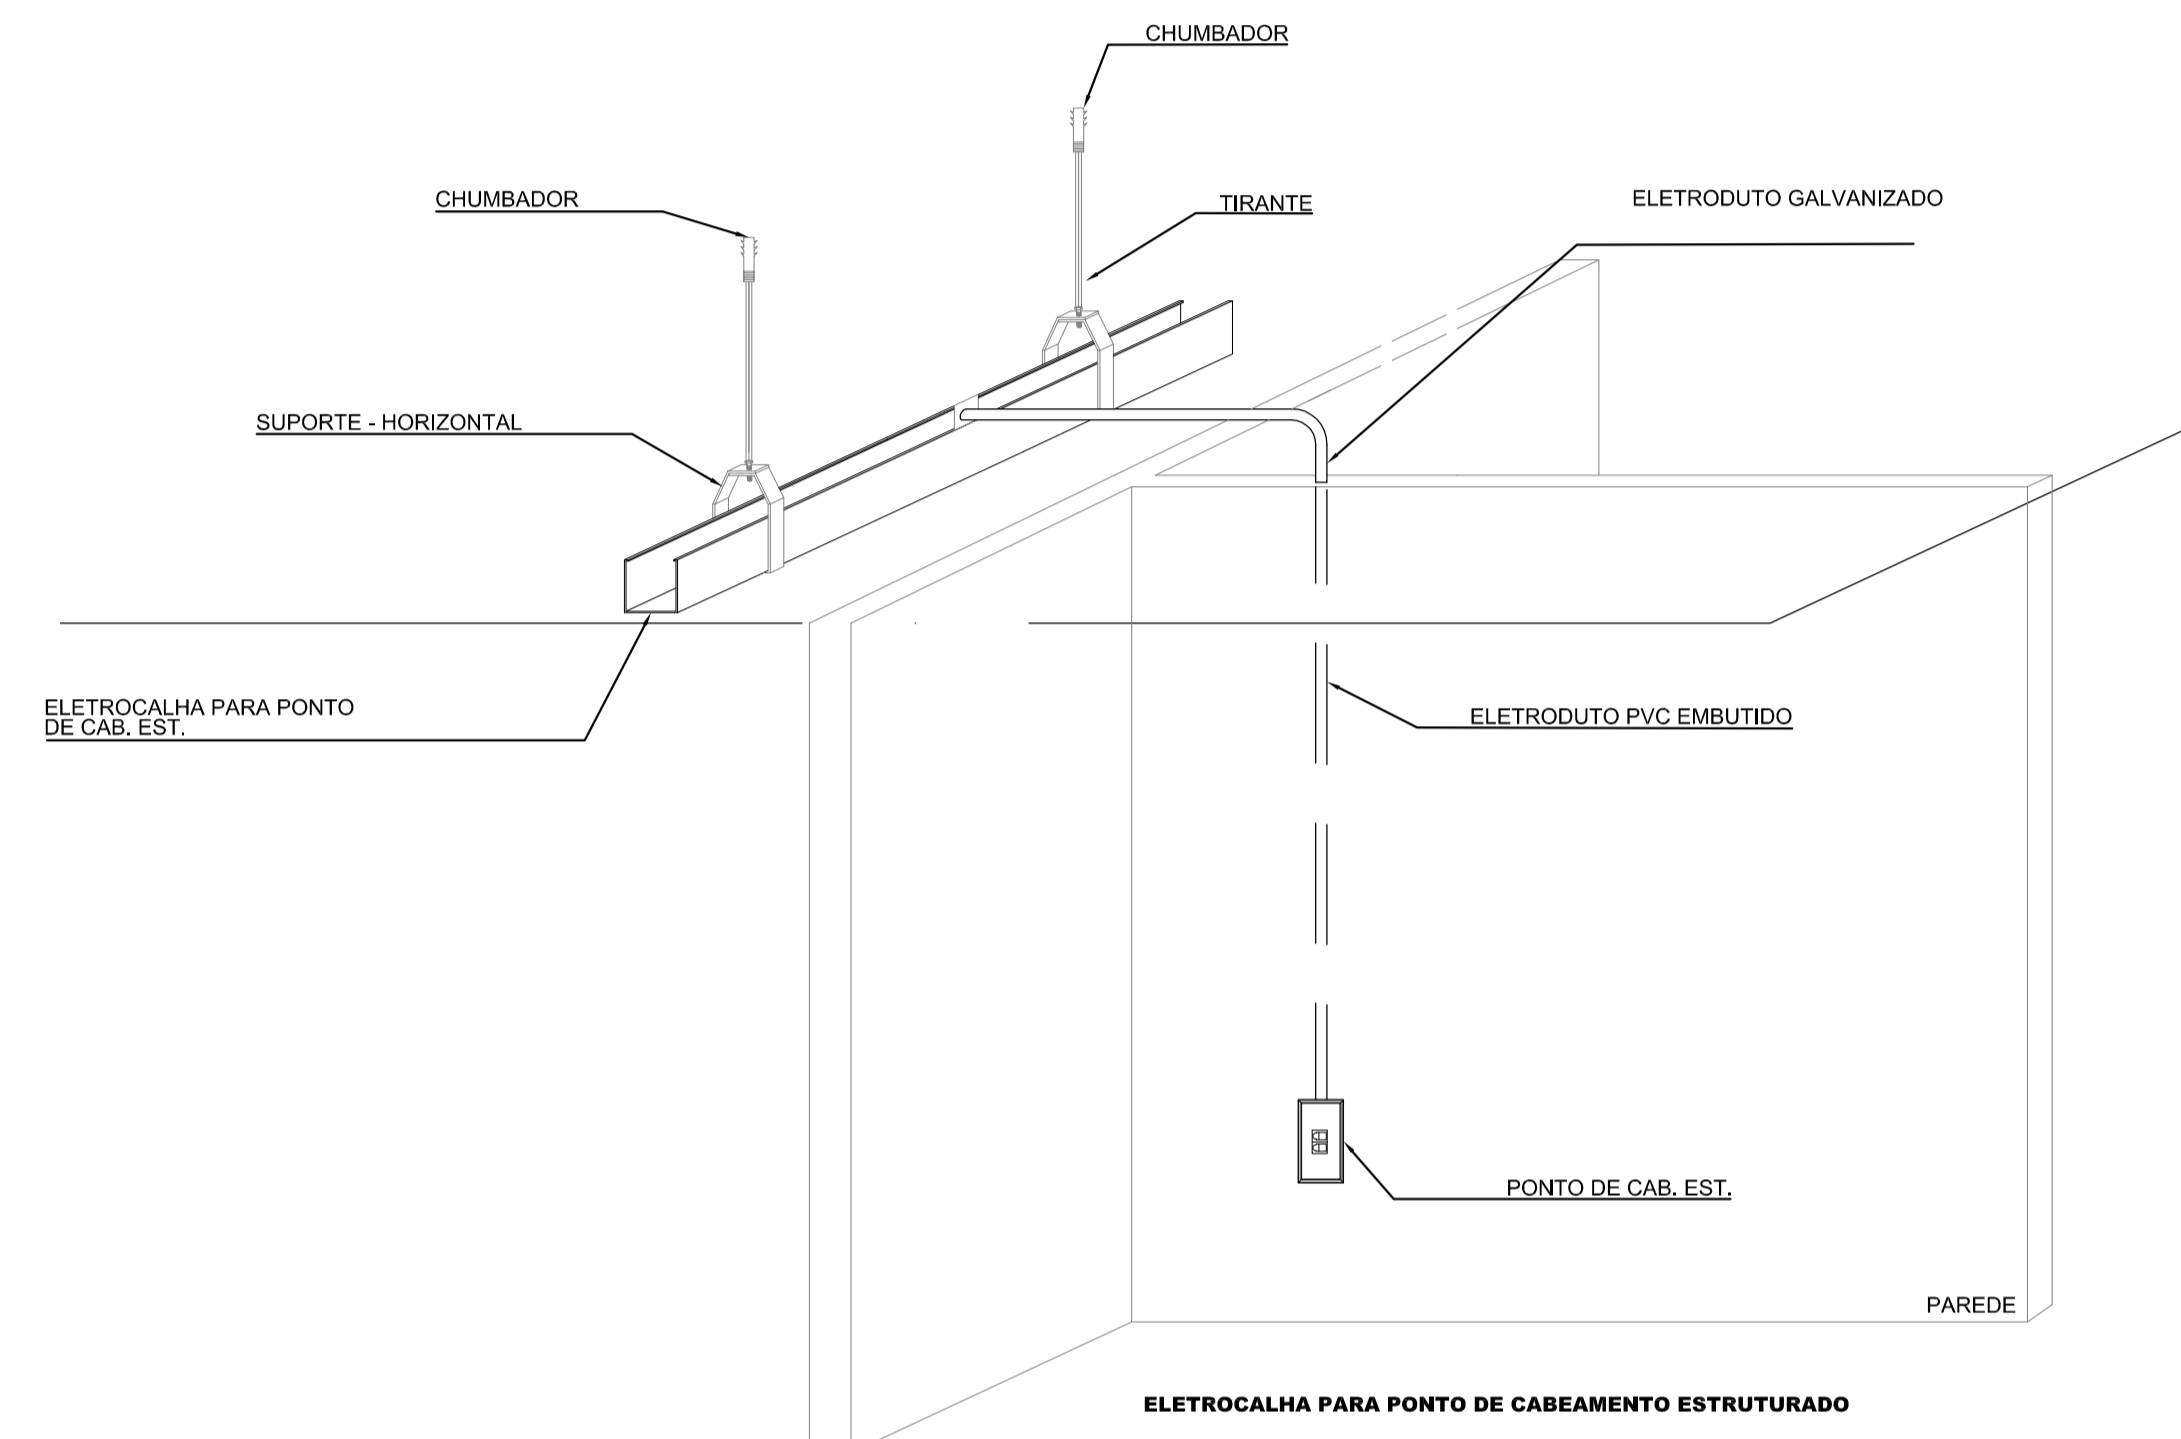 CHUMBADOR
CHUMBADOR
TIRANTE
ELETRODUTO GALVANIZADO
SUPORTE - HORIZONTAL
ELETROCALHA PARA PONTO
DE CAB. EST.
ELETRODUTO PVC EMBUTIDO
PONTO DE CAB. EST.
PAREDE
ELETROCALHA PARA PONTO DE CABEAMENTO ESTRUTURADO